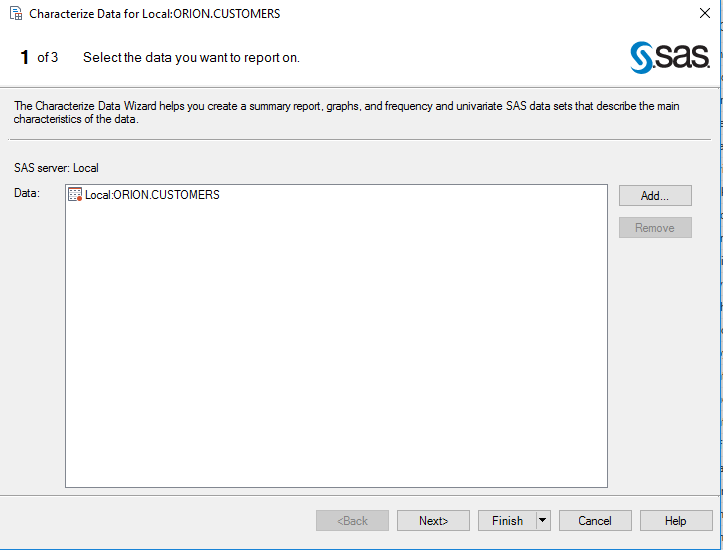 Characterize Data for Local:ORION.CUSTOMERS
1 of 3 Select the data you want to report on.
sas.
The Characterize Data Wizard helps you create a summary report, graphs, and frequency and univariate SAS data sets that describe the main
characteristics of the data.
SAS server: Local
Data: Local:ORION.CUSTOMERS
Add...
Remove
<Back Next> Finish Cancel Help